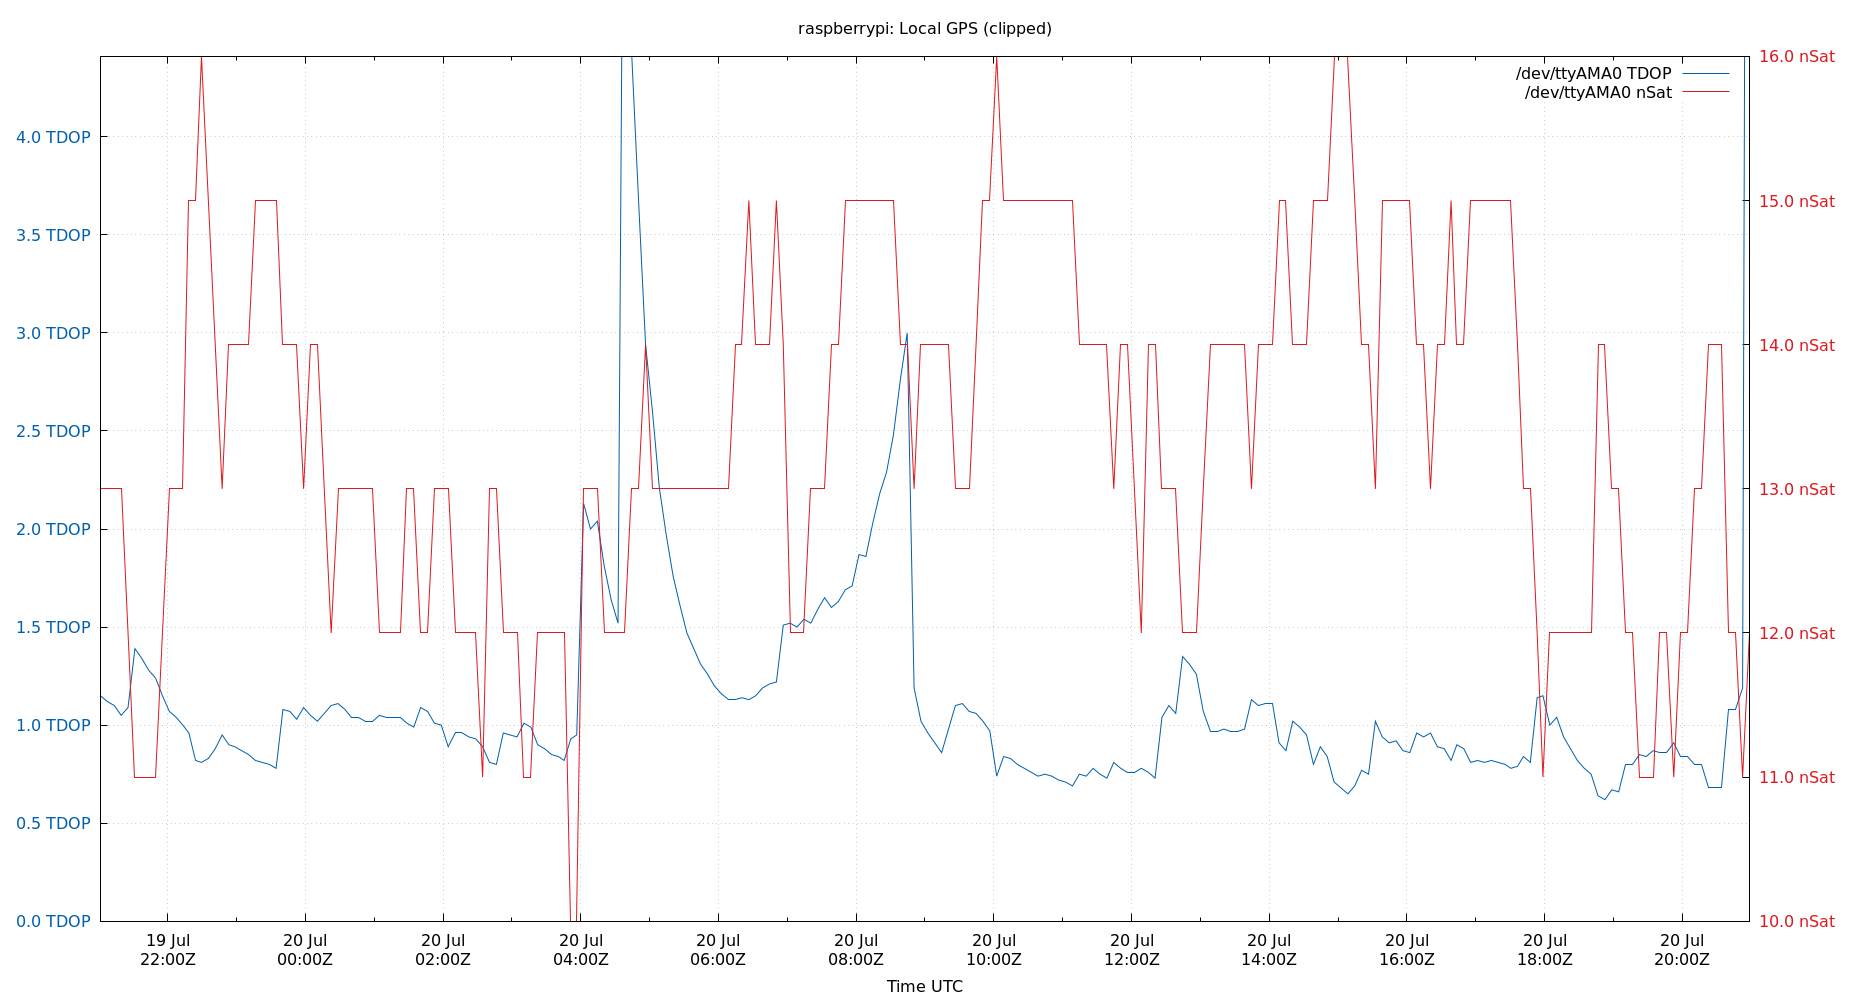 raspberrypi: Local GPS (clipped)
16.0 nSat
/dev/ttyAMA0 TDOP
/dev/ttyAMA0 nSat
4.0 TDOP
15.0 nSat
3.5 TDOP
3.0 TDOP
14.0 nSat
2.5 TDOP
13.0 nSat
2.0 TDOP
1.5 TDOP
12.0 nSat
1.0 TDOP
11.0 nSat
0.5 TDOP
0.0 TDOP
10.0 nSat
19 Jul 20 Jul 20 Jul 20 Jul 20 Jul 20 Jul 20 Jul 20 Jul 20 Jul 20 Jul 20 Jul 20 Jul
22:00Z 00:00Z 02:00Z 04:00Z 06:00Z 08:00Z 10:00Z 12:00Z 14:00Z 16:00Z 18:00Z 20:00Z
Time UTC